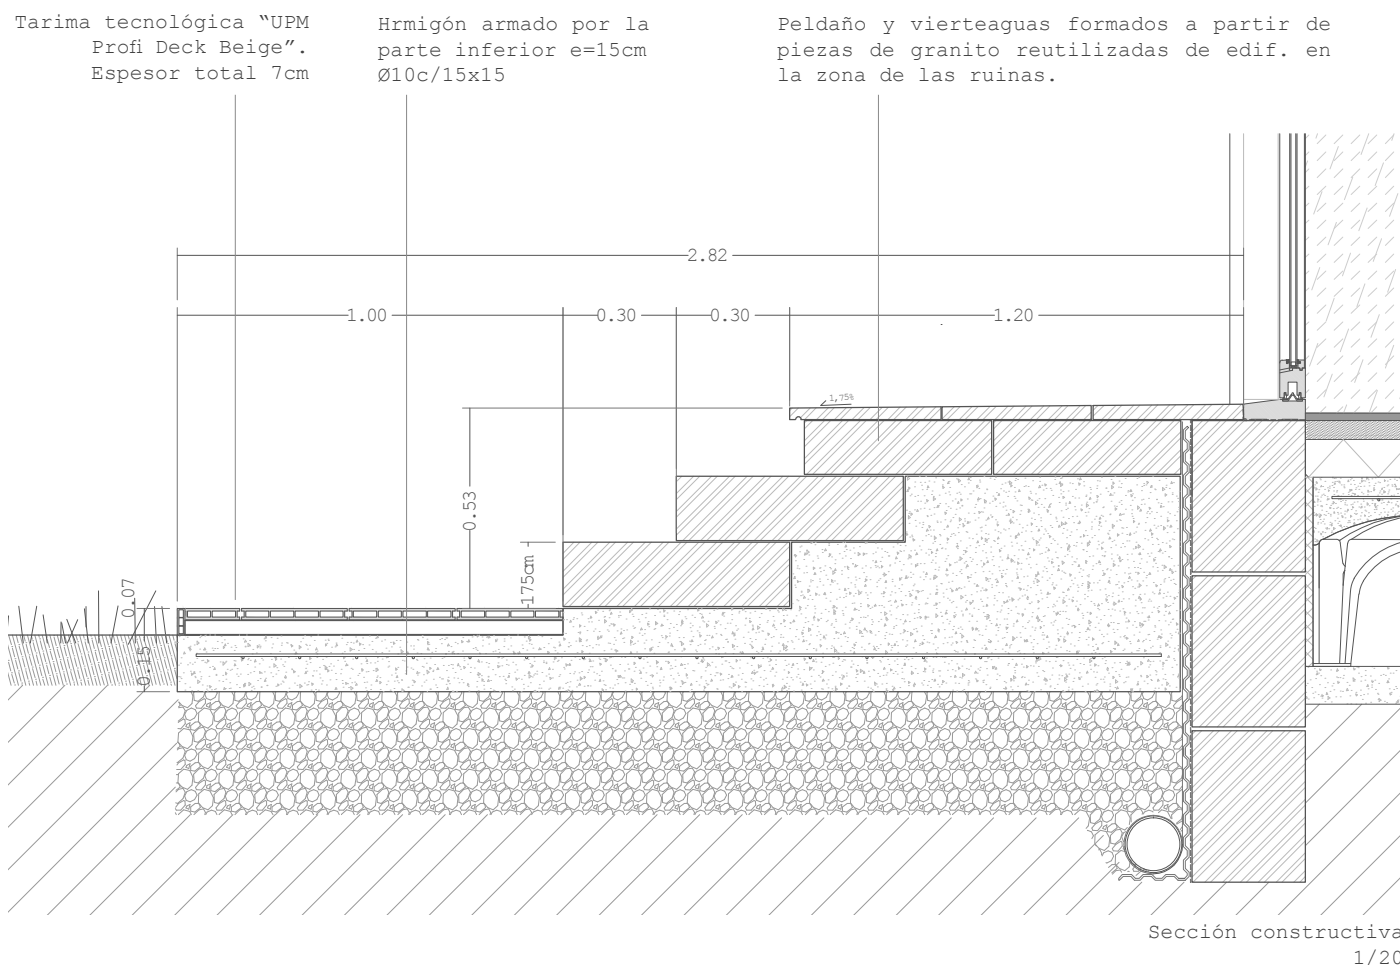 Tarima tecnológica “UPM
Profi Deck Beige”.
Espesor total 7cm
Hrmigón armado por la
parte inferior e=15cm
Ø10c/15x15
Peldaño y vierteaguas formados a partir de
piezas de granito reutilizadas de edif. en
la zona de las ruinas.
2.82
1.00
0.30
0.30
1.20
1,75%
0.53
175cm
0.07
0.15
Sección constructiva
1/20